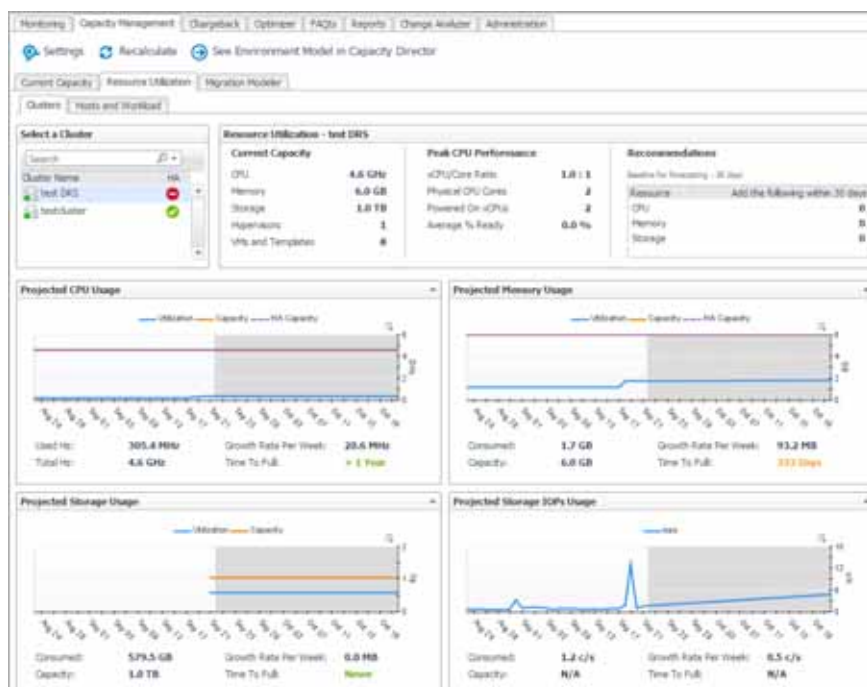 Monitoring Capacity Management Chargeback Optimizer FAQts Reports Change Analyzer Administration
Settings Recalculate See Environment Model in Capacity Director
Current Capacity Resource Utilization Migration Modeler
Clusters Hosts and Workload
Select a Cluster
Search
Cluster Name HA
test DRS
testcluster
Resource Utilization - test DRS
Current Capacity
CPU 4.6 GHz
Memory 6.0 GB
Storage 1.0 TB
Hypervisors 1
VMs and Templates
Peak CPU Performance
vCPU/Core Ratio 1.0 : 1
Physical CPU Cores 2
Powered On vCPUs 2
Average % Ready 0.0 %
Recommendations
Baseline for Forecasting - 30 days
Resource Add the following within 30 days
CPU 0
Memory 0
Storage 0
Projected CPU Usage
Utilization Capacity HA Capacity
Used Hz: 305.4 MHz Growth Rate Per Week: 20.6 MHz
Total Hz: 4.6 GHz Time To Full: > 1 Year
Projected Memory Usage
Utilization Capacity HA Capacity
Consumed: 1.7 GB Growth Rate Per Week: 93.2 MB
Capacity: 6.0 GB Time To Full: 333 Days
Projected Storage Usage
Utilization Capacity
Consumed: 579.5 GB Growth Rate Per Week: 0.0 MB
Capacity: 1.0 TB Time To Full: Never
Projected Storage IOPs Usage
Consumed: 1.2 c/s Growth Rate Per Week: 0.5 c/s
Capacity: N/A Time To Full: N/A